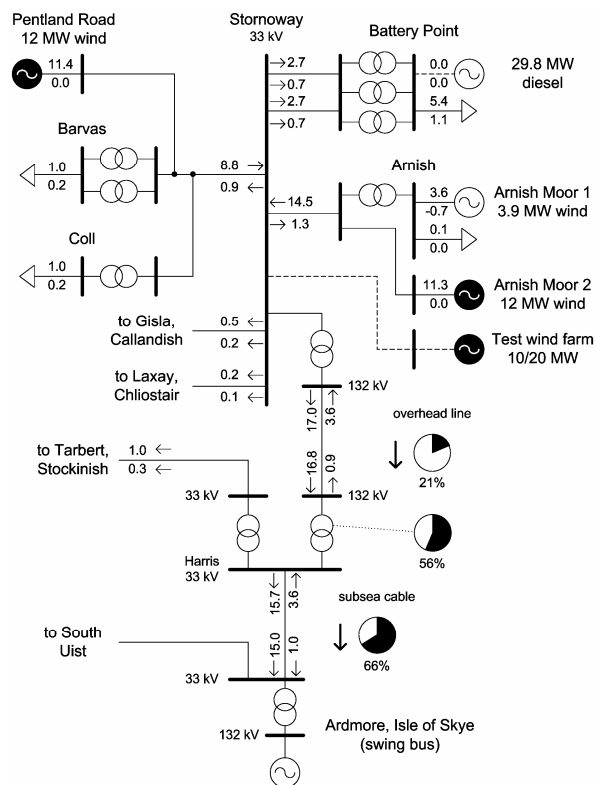 Pentland Road
12 MW wind
11.4
0.0
Stornoway
33 kV
Battery Point
2.7
0.7
2.7
0.7
0.0
0.0
5.4
1.1
29.8 MW
diesel
Barvas
1.0
0.2
8.8
0.9
Arnish
14.5
1.3
3.6
-0.7
0.1
0.0
Arnish Moor 1
3.9 MW wind
Coll
1.0
0.2
11.3
0.0
Arnish Moor 2
12 MW wind
to Gisla,
Callandish
0.5
0.2
Test wind farm
10/20 MW
to Laxay,
Chliostair
0.2
0.1
132 kV
17.0
3.6
16.8
0.9
overhead line
21%
to Tarbert,
Stockinish
1.0
0.3
33 kV
132 kV
56%
Harris
33 kV
15.7
3.6
15.0
1.0
subsea cable
66%
to South
Uist
33 kV
132 kV
Ardmore, Isle of Skye
(swing bus)